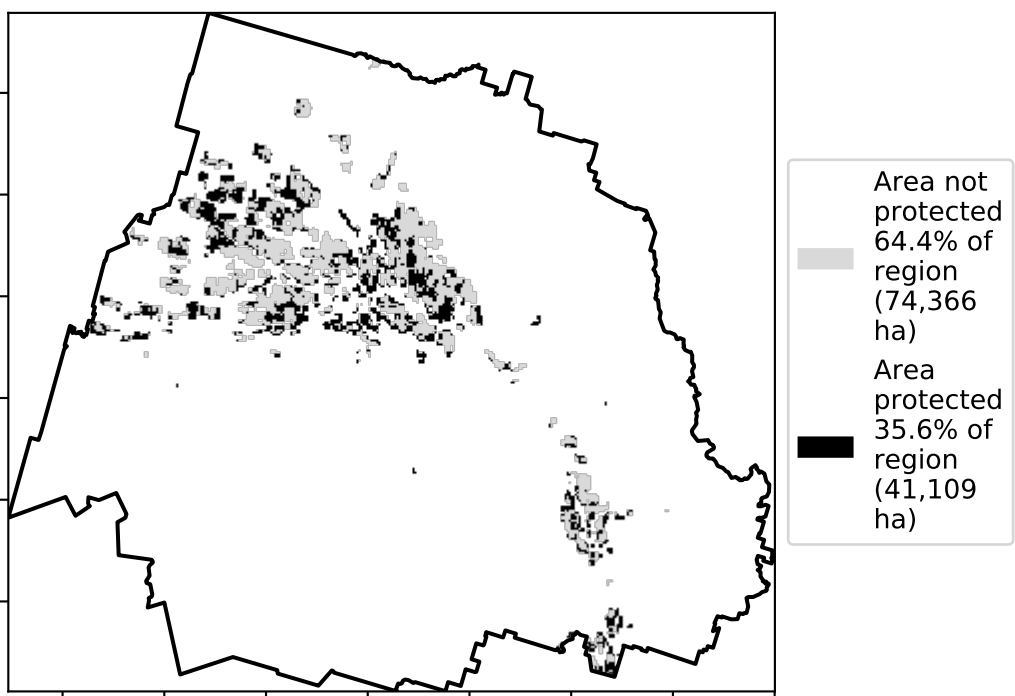 Area not
protected
64.4% of
region
(74,366
ha)
Area
protected
35.6% of
region
(41,109
ha)